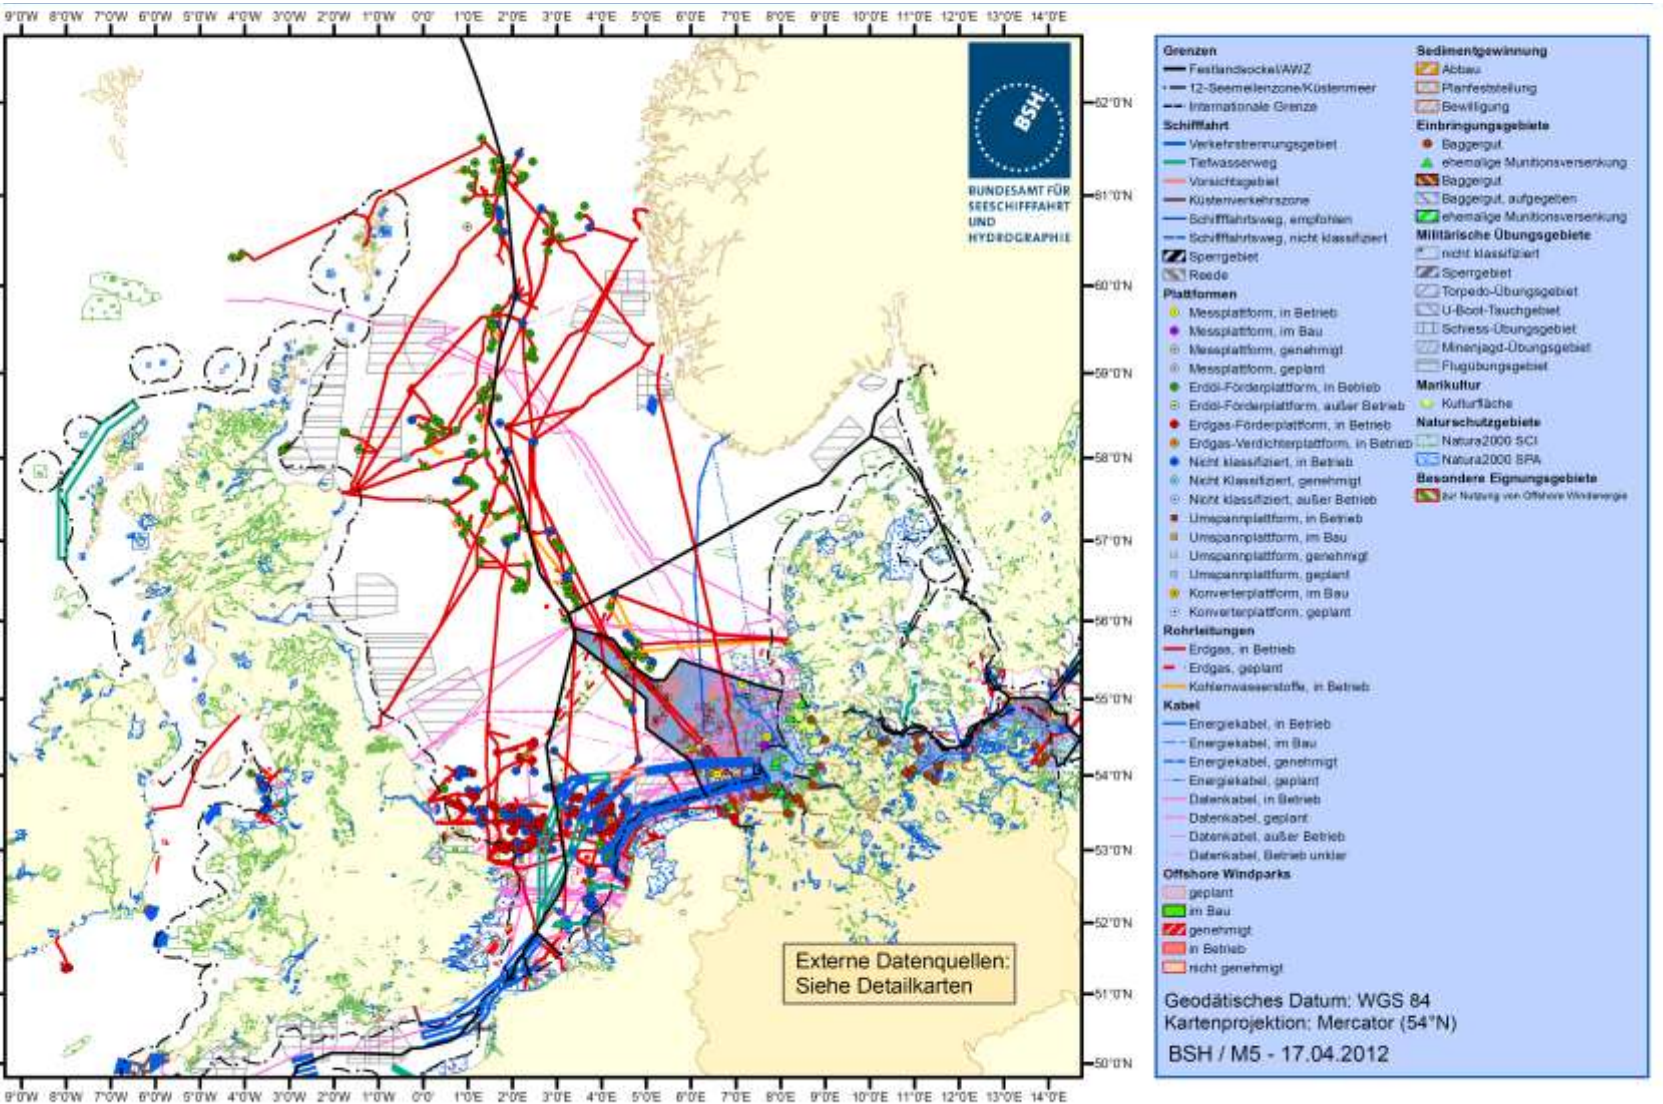 9°0'W 8°0'W 7°0'W 6°0'W 5°0'W 4°0'W 3°0'W 2°0'W 1°0'W 0°0' 1°0'E 2°0'E 3°0'E 4°0'E 5°0'E 6°0'E 7°0'E 8°0'E 9°0'E 10°0'E 11°0'E 12°0'E 13°0'E 14°0'E
62°0'N
61°0'N
60°0'N
59°0'N
58°0'N
57°0'N
56°0'N
55°0'N
54°0'N
53°0'N
52°0'N
51°0'N
50°0'N
BSH
BUNDESAMT FÜR
SEESCHIFFFAHRT
UND
HYDROGRAPHIE
Externe Datenquellen:
Siehe Detailkarten
9°0'W 8°0'W 7°0'W 6°0'W 5°0'W 4°0'W 3°0'W 2°0'W 1°0'W 0°0' 1°0'E 2°0'E 3°0'E 4°0'E 5°0'E 6°0'E 7°0'E 8°0'E 9°0'E 10°0'E 11°0'E 12°0'E 13°0'E 14°0'E
Grenzen
Festlandsockel/AWZ
12-Seemeilenzone/Küstenmeer
Internationale Grenze
Schifffahrt
Verkehrstrennungsgebiet
Tiefwasserweg
Vorsichtsgebiet
Küstenverkehrszone
Schifffahrtsweg, empfohlen
Schifffahrtsweg, nicht klassifiziert
Sperrgebiet
Reede
Plattformen
Messplattform, in Betrieb
Messplattform, im Bau
Messplattform, genehmigt
Messplattform, geplant
Erdöl-Förderplattform, in Betrieb
Erdöl-Förderplattform, außer Betrieb
Erdgas-Förderplattform, in Betrieb
Erdgas-Verdichterplattform, in Betrieb
Nicht klassifiziert, in Betrieb
Nicht Klassifiziert, genehmigt
Nicht klassifiziert, außer Betrieb
Umspannplattform, in Betrieb
Umspannplattform, im Bau
Umspannplattform, genehmigt
Umspannplattform, geplant
Konverterplattform, im Bau
Konverterplattform, geplant
Rohrleitungen
Erdgas, in Betrieb
Erdgas, geplant
Kohlenwasserstoffe, in Betrieb
Kabel
Energiekabel, in Betrieb
Energiekabel, im Bau
Energiekabel, genehmigt
Energiekabel, geplant
Datenkabel, in Betrieb
Datenkabel, geplant
Datenkabel, außer Betrieb
Datenkabel, Betrieb unklar
Offshore Windparks
geplant
im Bau
genehmigt
in Betrieb
nicht genehmigt
Sedimentgewinnung
Abbau
Planfeststellung
Bewilligung
Einbringungsgebiete
Baggergut
ehemalige Munitionsversenkung
Baggergut
Baggergut, aufgegeben
ehemalige Munitionsversenkung
Militärische Übungsgebiete
nicht klassifiziert
Sperrgebiet
Torpedo-Übungsgebiet
U-Boot-Tauchgebiet
Schiess-Übungsgebiet
Minenjagd-Übungsgebiet
Flugübungsgebiet
Marikultur
Kulturfläche
Naturschutzgebiete
Natura2000 SCI
Natura2000 SPA
Besondere Eignungsgebiete
zur Nutzung von Offshore Windenergie
Geodätisches Datum: WGS 84
Kartenprojektion: Mercator (54°N)
BSH / M5 - 17.04.2012